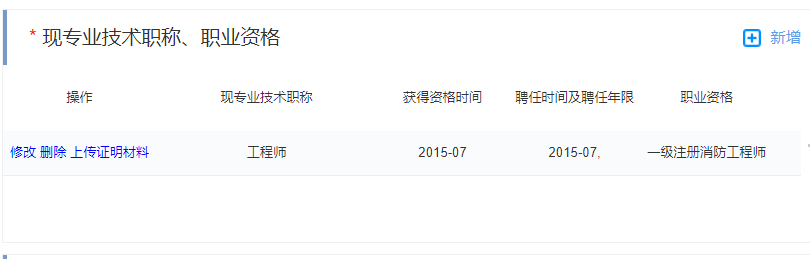 * 现专业技术职称、职业资格 新增
操作 现专业技术职称 获得资格时间 聘任时间及聘任年限 职业资格
修改 删除 上传证明材料 工程师 2015-07 2015-07, 一级注册消防工程师